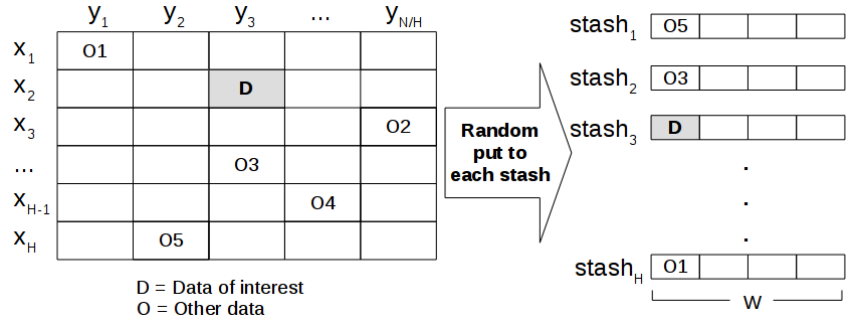 y1 y2 y3 ... yN/H
x1 O1
x2 D
x3 O2
... O3
xH-1 O4
xH O5
D = Data of interest
O = Other data
Random
put to
each stash
stash1 O5
stash2 O3
stash3 D
.
.
.
stashH O1
W